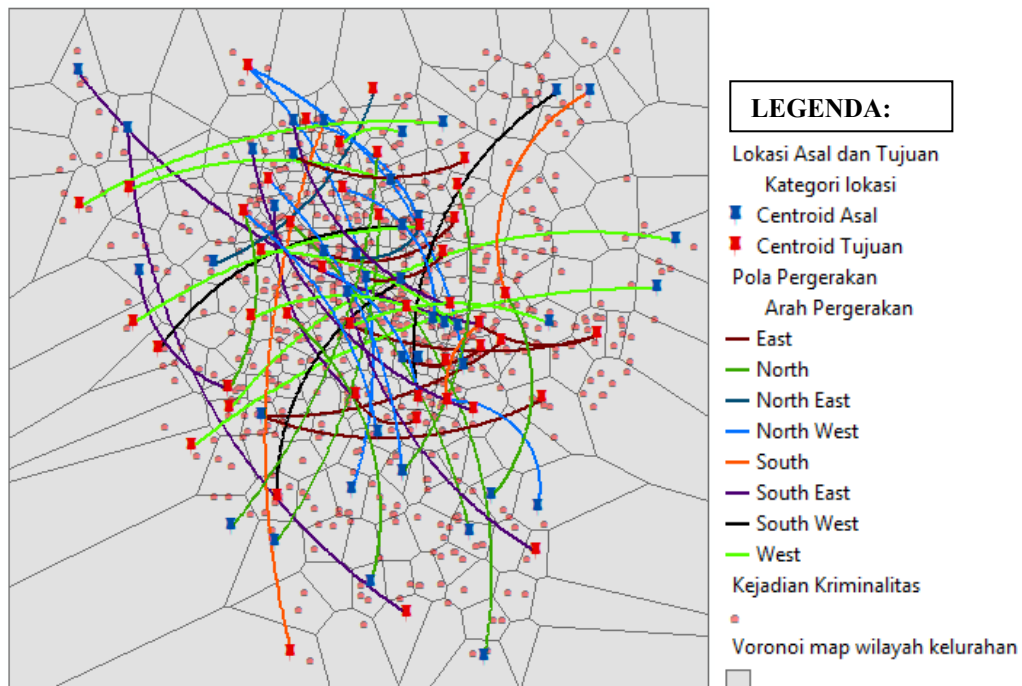 LEGENDA:
Lokasi Asal dan Tujuan
Kategori lokasi
Centroid Asal
Centroid Tujuan
Pola Pergerakan
Arah Pergerakan
East
North
North East
North West
South
South East
South West
West
Kejadian Kriminalitas
Voronoi map wilayah kelurahan